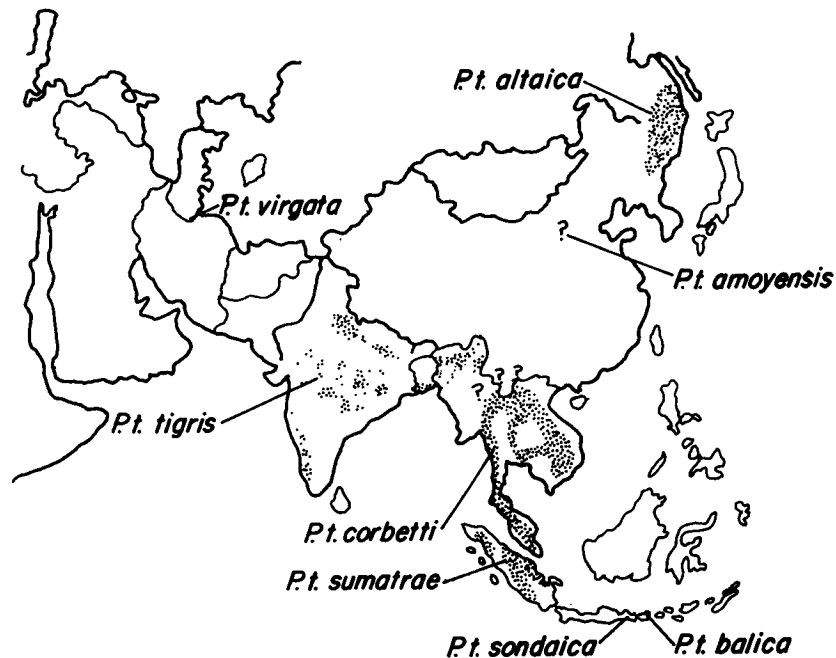 P.t. altaica
P.t. virgata
?
P.t. amoyensis
? ? ?
P.t. tigris
P.t. corbetti
P.t. sumatrae
P.t. sondaica
P.t. balica